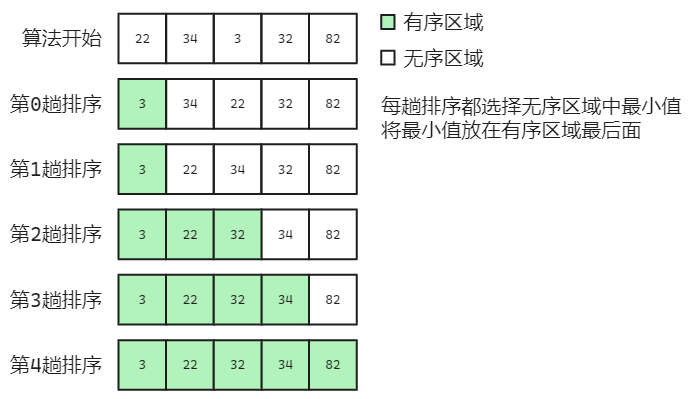 算法开始 22 34 3 32 82
第0趟排序 3 34 22 32 82
第1趟排序 3 22 34 32 82
第2趟排序 3 22 32 34 82
第3趟排序 3 22 32 34 82
第4趟排序 3 22 32 34 82
有序区域
无序区域
每趟排序都选择无序区域中最小值
将最小值放在有序区域最后面